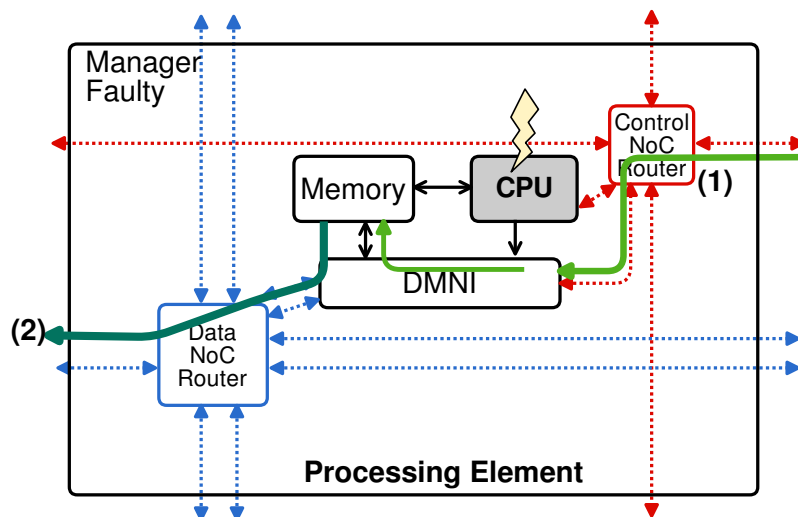 Manager
Faulty
Control
NoC
Router
(1)
Memory
CPU
DMNI
(2)
Data
NoC
Router
Processing Element